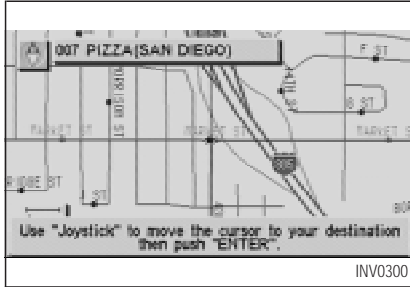 007 PIZZA(SAN DIEGO)
F ST
MARKET ST
MARKET ST
MARKET ST
B ST
J ST
Use "Joystick" to move the cursor to your destination
then push "ENTER".
INV0300